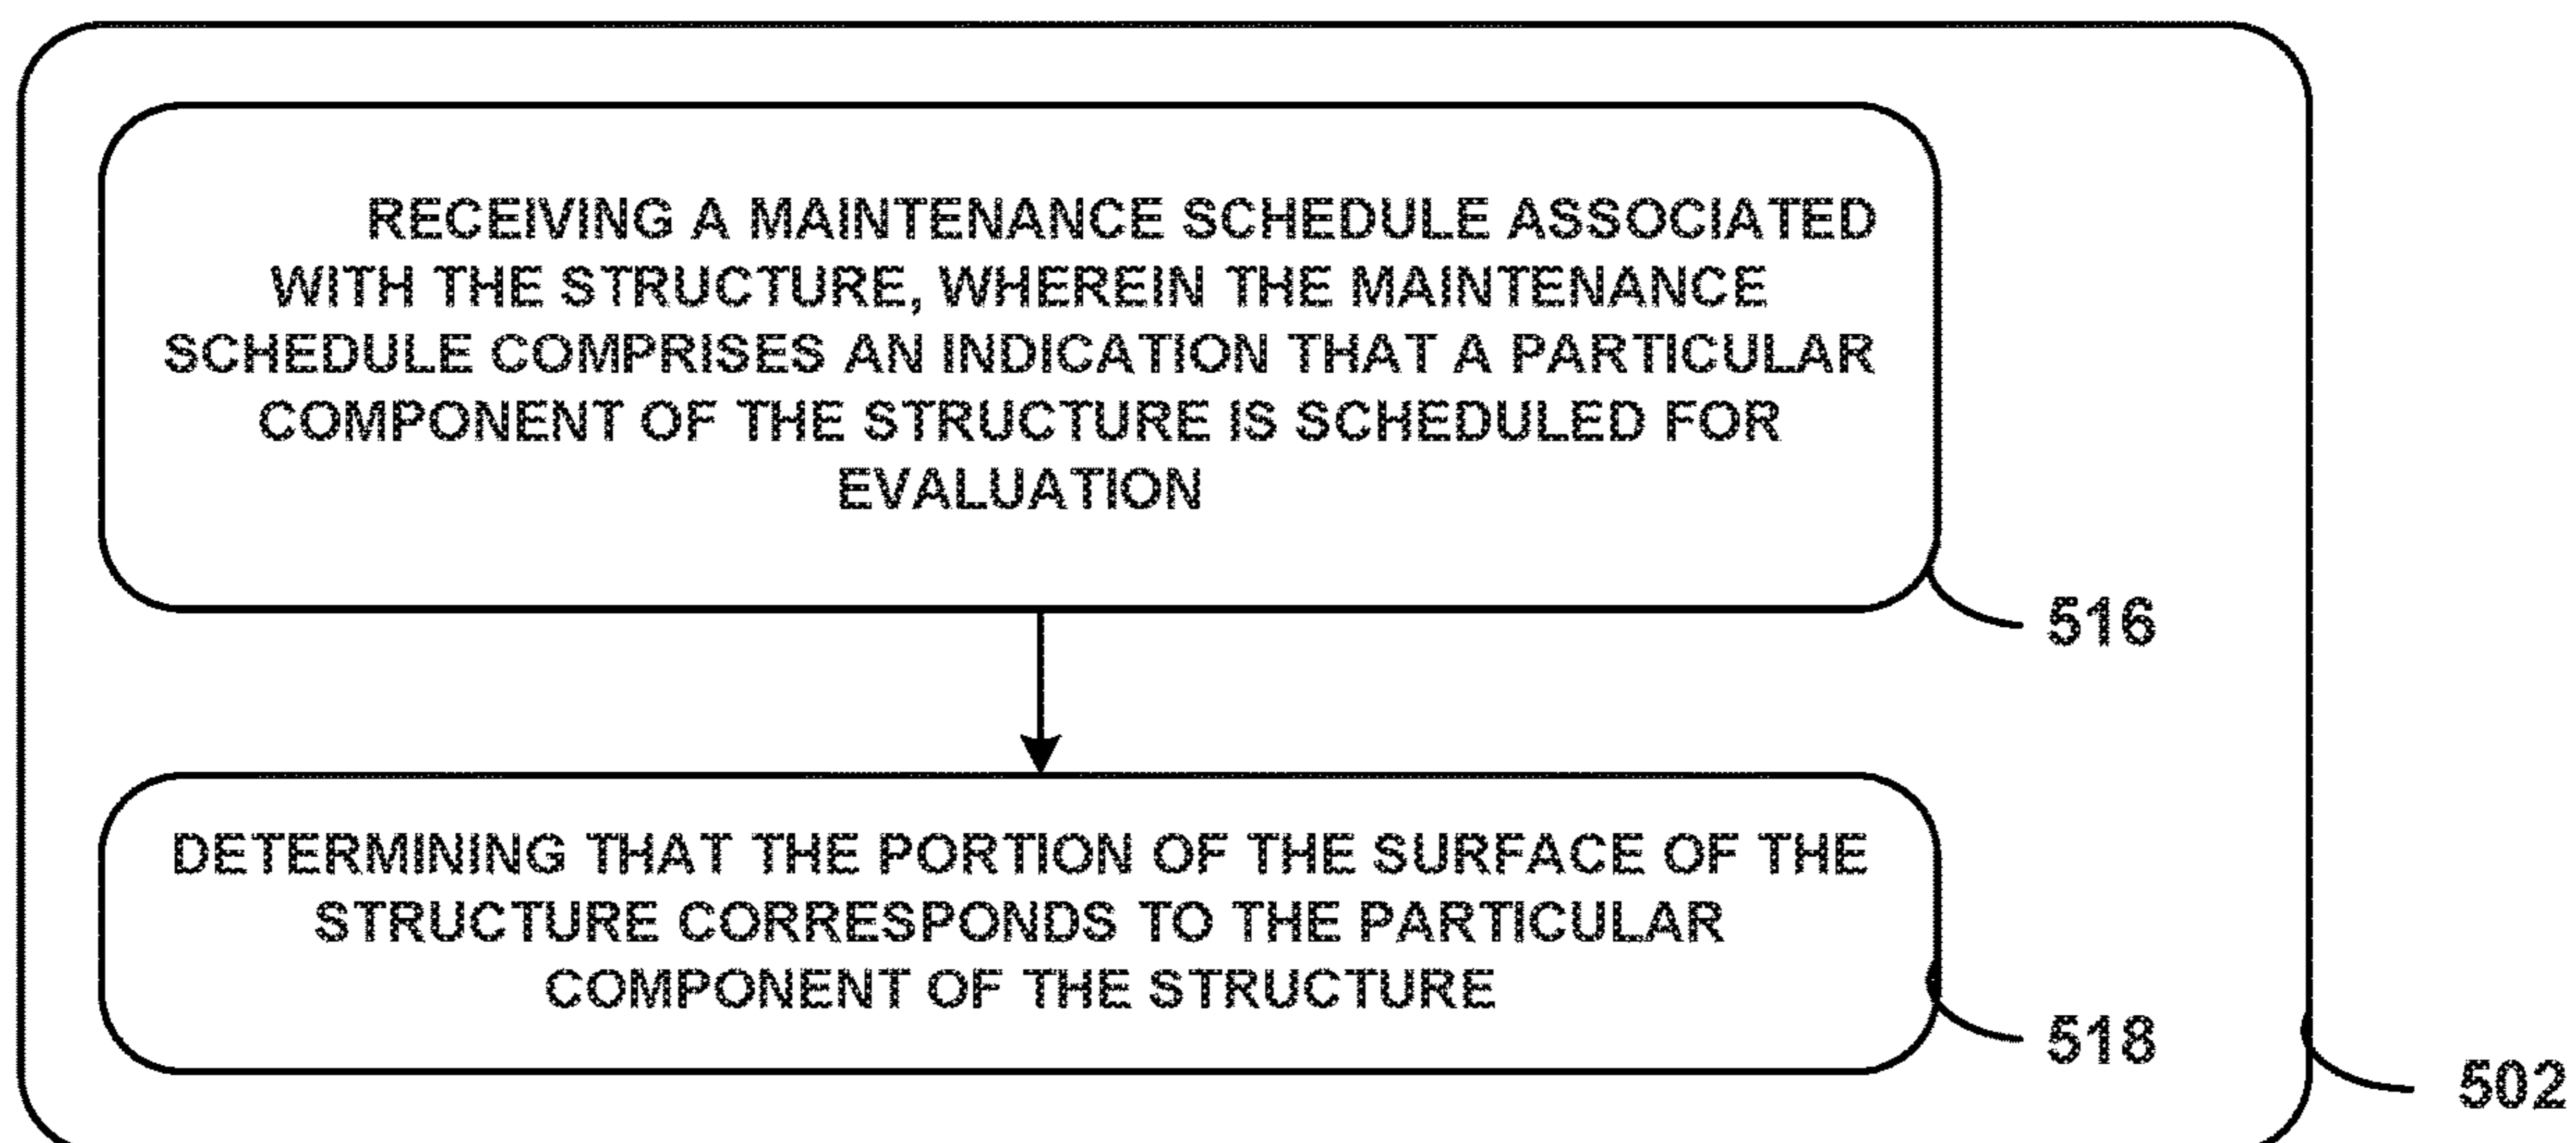 RECEIVING A MAINTENANCE SCHEDULE ASSOCIATED
WITH THE STRUCTURE, WHEREIN THE MAINTENANCE
SCHEDULE COMPRISES AN INDICATION THAT A PARTICULAR
COMPONENT OF THE STRUCTURE IS SCHEDULED FOR
EVALUATION
516
DETERMINING THAT THE PORTION OF THE SURFACE OF THE
STRUCTURE CORRESPONDS TO THE PARTICULAR
COMPONENT OF THE STRUCTURE
518
502